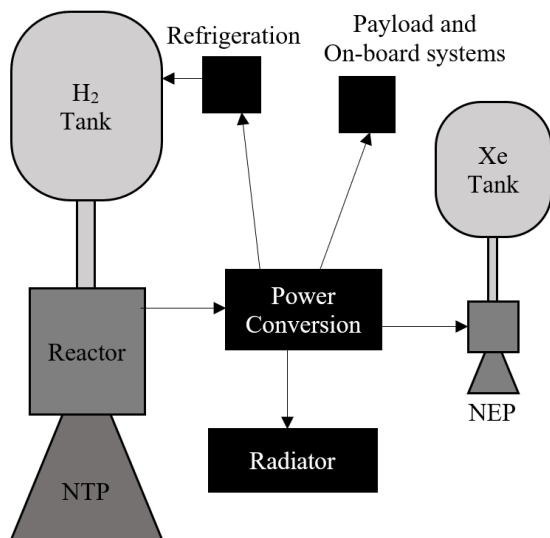 Refrigeration
Payload and
On-board systems
H₂
Tank
Xe
Tank
Power
Conversion
Reactor
NEP
Radiator
NTP